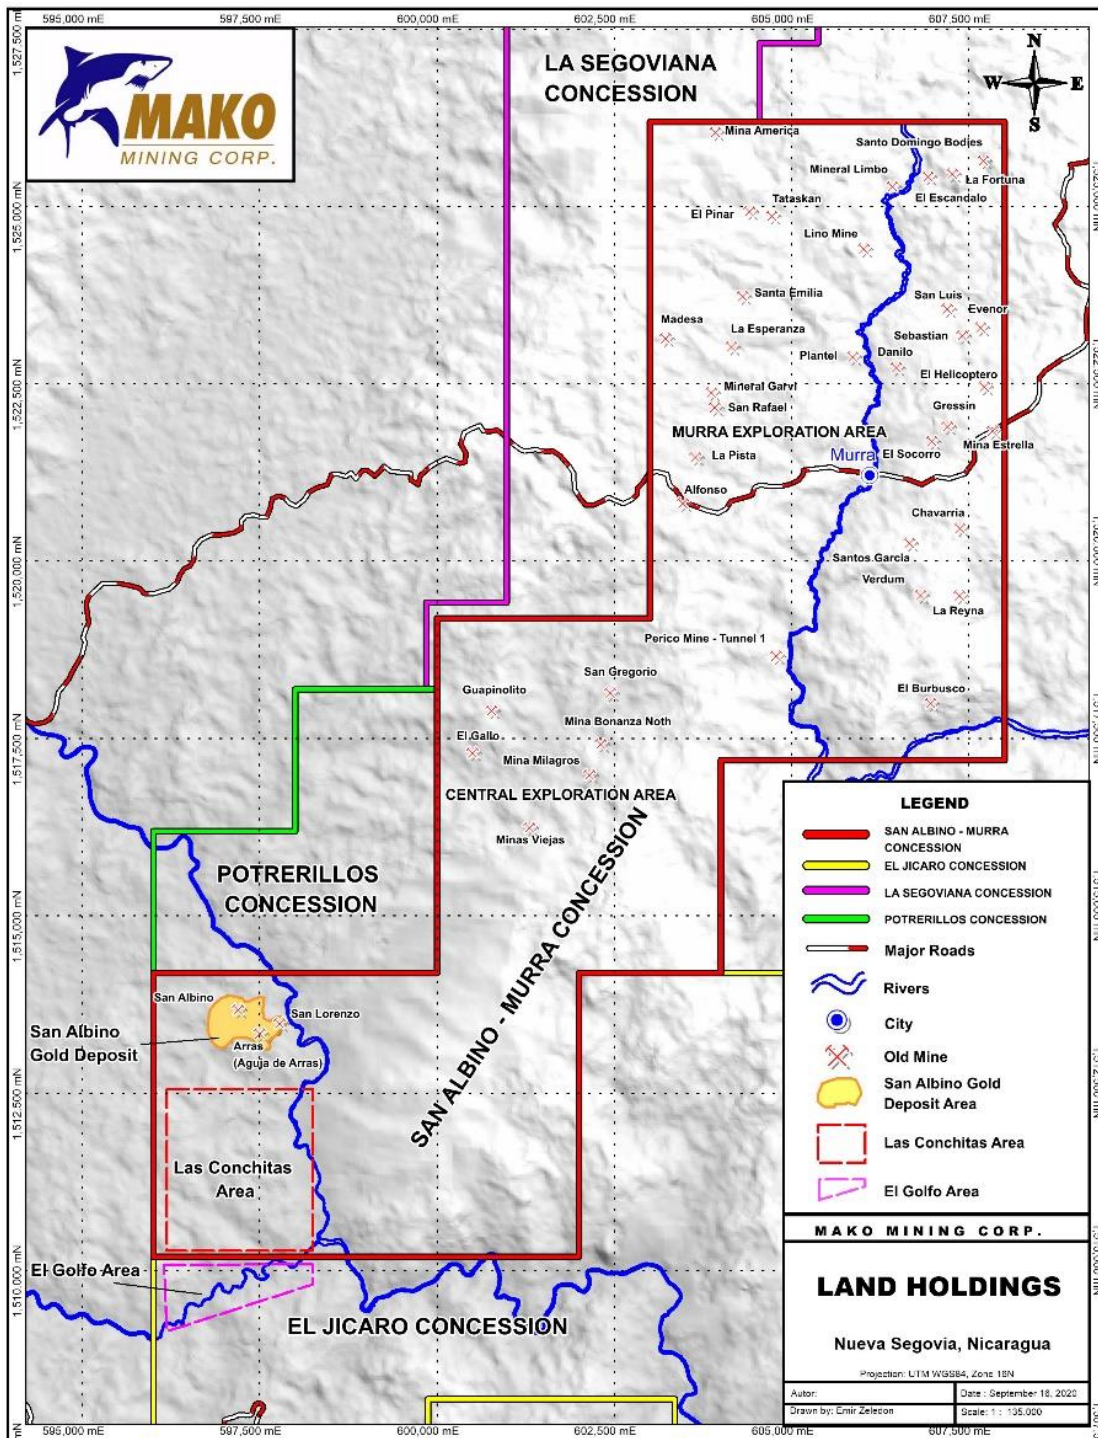 595,000 mE
597,500 mE
600,000 mE
602,500 mE
605,000 mE
607,500 mE
1,527,500 mN
1,525,000 mN
1,522,500 mN
1,520,000 mN
1,517,500 mN
1,515,000 mN
1,512,500 mN
1,510,000 mN
MAKO
MINING CORP.
LA SEGOVIANA
CONCESSION
N
W
E
S
Mina America
Santo Domingo Bodies
Mineral Limbo
La Fortuna
El Escandalo
Tataskan
El Pinar
Lino Mine
Santa Emilia
San Luis
Evenor
Madesa
La Esperanza
Sebastian
Plantel
Danilo
El Helicoptero
Mineral Garvi
San Rafael
Gressin
MURRA EXPLORATION AREA
Mina Estrella
Murra
El Socorro
La Pista
Alfonso
Chavarria
Santos Garcia
Verdum
La Reyna
Perico Mine - Tunnel 1
San Gregorio
Guapinolito
El Burbusco
Mina Bonanza Noth
El Gallo
Mina Milagros
CENTRAL EXPLORATION AREA
Minas Viejas
POTRERILLOS
CONCESSION
SAN ALBINO - MURRA CONCESSION
San Albino
San Lorenzo
San Albino
Gold Deposit
Arras
(Aguja de Arras)
Las Conchitas
Area
El Golfo Area
EL JICARO CONCESSION
LEGEND
SAN ALBINO - MURRA
CONCESSION
EL JICARO CONCESSION
LA SEGOVIANA CONCESSION
POTRERILLOS CONCESSION
Major Roads
Rivers
City
Old Mine
San Albino Gold
Deposit Area
Las Conchitas Area
El Golfo Area
MAKO MINING CORP.
LAND HOLDINGS
Nueva Segovia, Nicaragua
Projection: UTM WGS84, Zone 16N
Autor:
Date : September 18, 2020
Drawn by: Emir Zeledon
Scale: 1 : 135.000
595,000 mE
597,500 mE
600,000 mE
602,500 mE
605,000 mE
607,500 mE